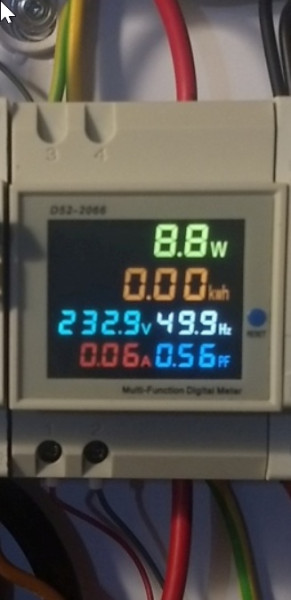 3 4
D52-2066
8.8W
0.00kwh
232.9V 49.9Hz
0.06A 0.56PF
RESET
Multi-Function Digital Meter
1 2